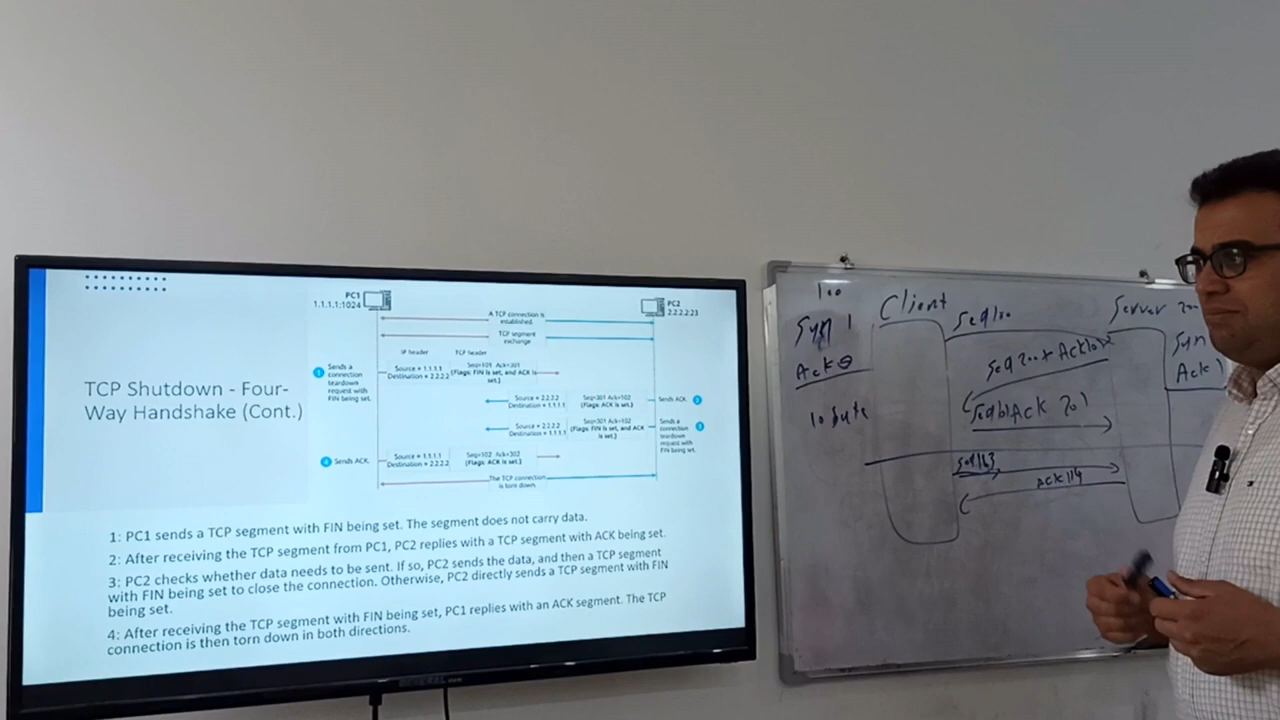 PC1
1.1.1.1:1024
PC2
2.2.2.2:23
A TCP connection is
established.
TCP segment
exchange
IP header
TCP header
1
Sends a
connection
teardown
request with
FIN being set.
Source = 1.1.1.1
Destination = 2.2.2.2
Seq=101 Ack=301
(Flags: FIN is set, and ACK is
set.)
Source = 2.2.2.2
Destination = 1.1.1.1
Seq=301 Ack=102
(Flags: ACK is set.)
Sends ACK.
Source = 2.2.2.2
Destination = 1.1.1.1
Seq=301 Ack=102
(Flags: FIN is set, and ACK
is set.)
Sends a
connection
teardown
request with
FIN being set.
4
Sends ACK.
Source = 1.1.1.1
Destination = 2.2.2.2
Seq=102 Ack=302
(Flags: ACK is set.)
The TCP connection
is torn down.
TCP Shutdown - Four-
Way Handshake (Cont.)
1: PC1 sends a TCP segment with FIN being set. The segment does not carry data.
2: After receiving the TCP segment from PC1, PC2 replies with a TCP segment with ACK being set.
3: PC2 checks whether data needs to be sent. If so, PC2 sends the data, and then a TCP segment
with FIN being set to close the connection. Otherwise, PC2 directly sends a TCP segment with FIN
being set.
4: After receiving the TCP segment with FIN being set, PC1 replies with an ACK segment. The TCP
connection is then torn down in both directions.
100
Syn 1
Ack
Client
Seq 100
Server
Syn
Ack 1
Ack 201
Ack 114